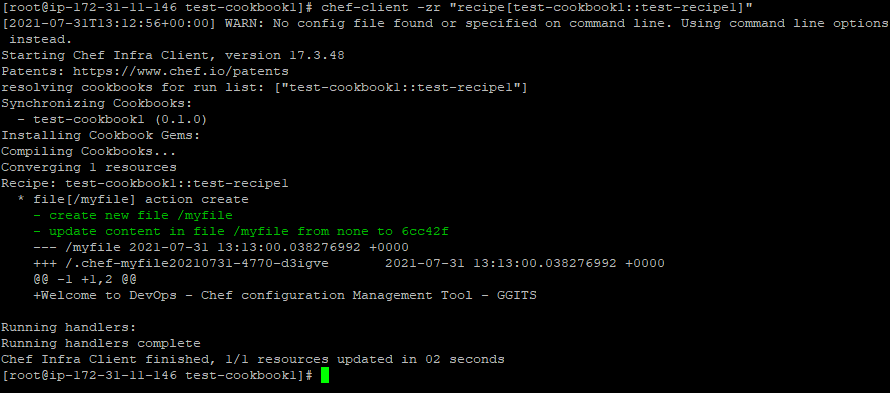 [root@ip-172-31-11-146 test-cookbook1]# chef-client -zr "recipe[test-cookbook1::test-recipe1]"
[2021-07-31T13:12:56+00:00] WARN: No config file found or specified on command line. Using command line options
 instead.
Starting Chef Infra Client, version 17.3.48
Patents: https://www.chef.io/patents
resolving cookbooks for run list: ["test-cookbook1::test-recipe1"]
Synchronizing Cookbooks:
  - test-cookbook1 (0.1.0)
Installing Cookbook Gems:
Compiling Cookbooks...
Converging 1 resources
Recipe: test-cookbook1::test-recipe1
  * file[/myfile] action create
    - create new file /myfile
    - update content in file /myfile from none to 6cc42f
    --- /myfile 2021-07-31 13:13:00.038276992 +0000
    +++ /.chef-myfile20210731-4770-d3igve       2021-07-31 13:13:00.038276992 +0000
    @@ -1 +1,2 @@
    +Welcome to DevOps - Chef configuration Management Tool - GGITS
Running handlers:
Running handlers complete
Chef Infra Client finished, 1/1 resources updated in 02 seconds
[root@ip-172-31-11-146 test-cookbook1]#